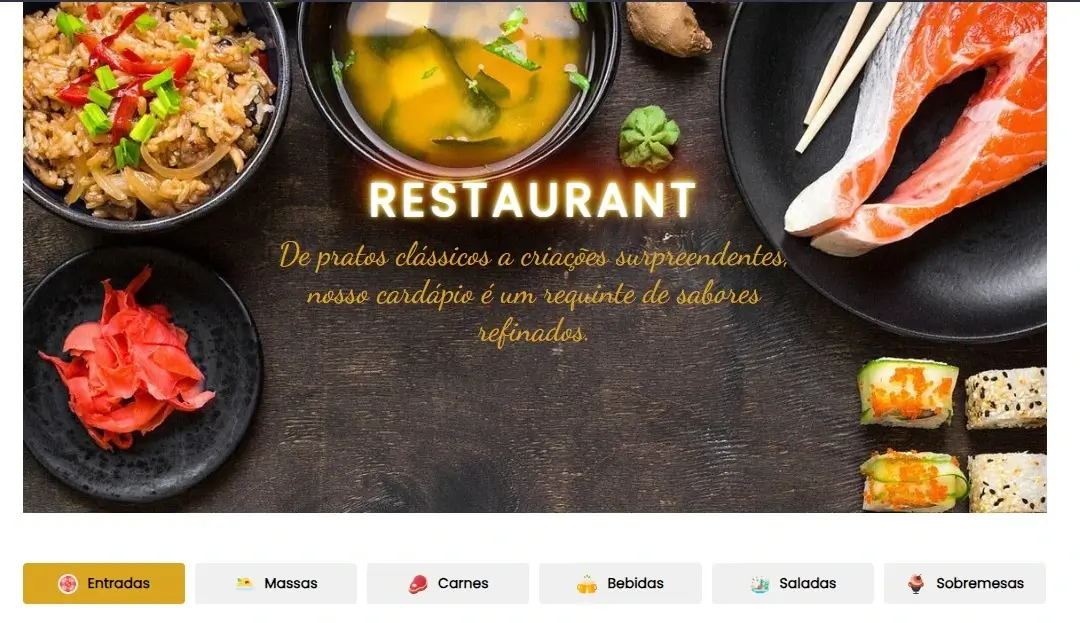 RESTAURANT
De pratos clássicos a criações surpreendentes,
nosso cardápio é um requinte de sabores
refinados.
Entradas
Massas
Carnes
Bebidas
Saladas
Sobremesas